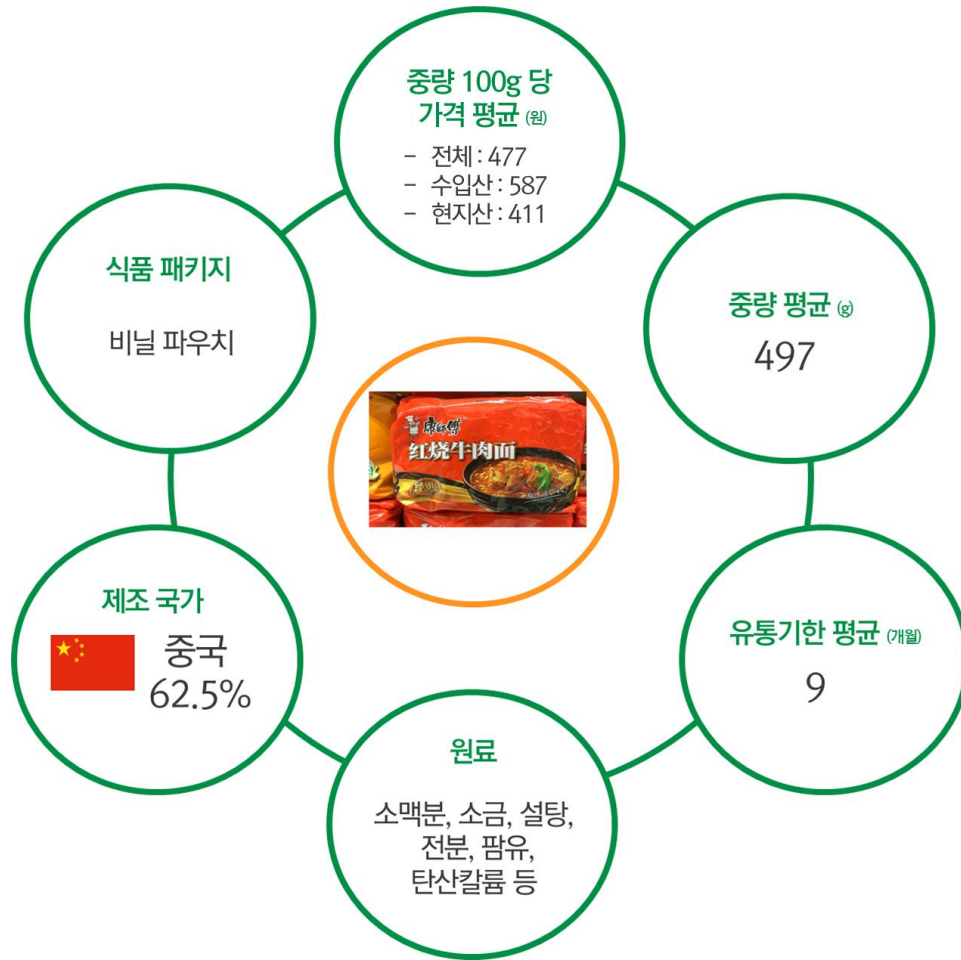 중량 100g 당
가격 평균 (원)
- 전체 : 477
- 수입산 : 587
- 현지산 : 411
식품 패키지
비닐 파우치
중량 평균 (g)
497
康师傅
红烧牛肉面
제조 국가
중국
62.5%
유통기한 평균 (개월)
9
원료
소맥분, 소금, 설탕,
전분, 팜유,
탄산칼륨 등